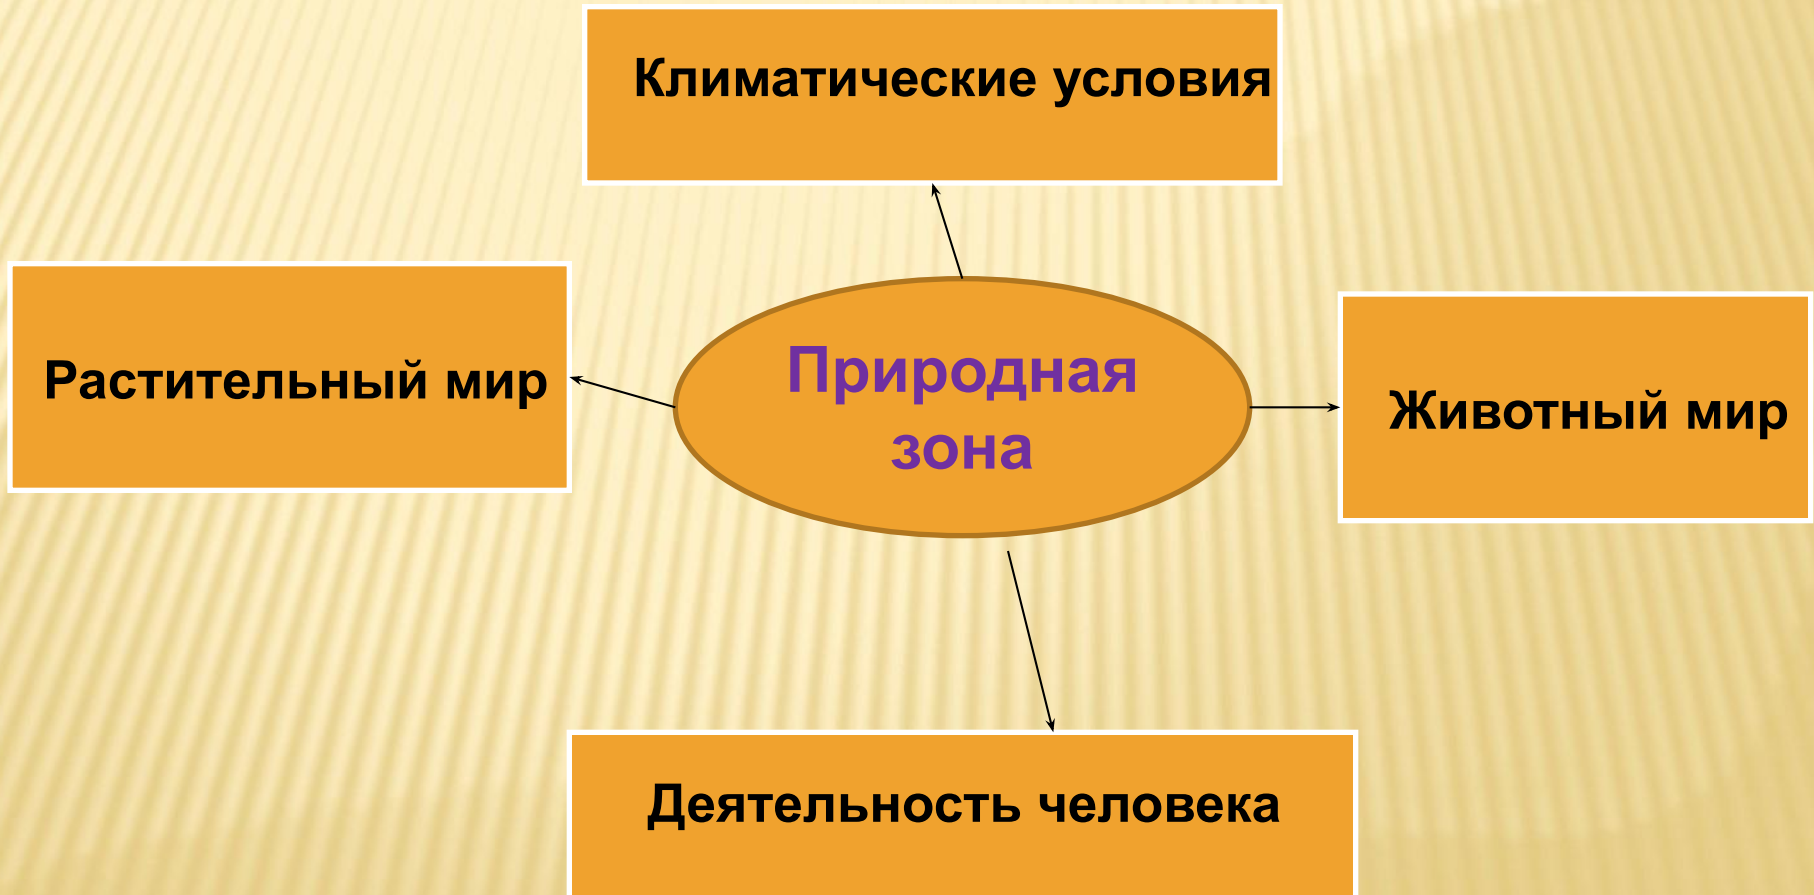 Климатические условия
Растительный мир
Природная
зона
Животный мир
Деятельность человека